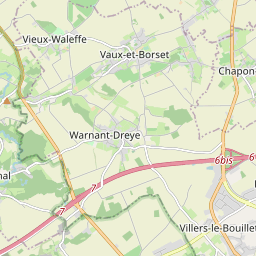 Vieux-Waleffe
Vaux-et-Borset
Chapon-
Warnant-Dreye
6bis
6
7
nal
7
Villers-le-Bouillet